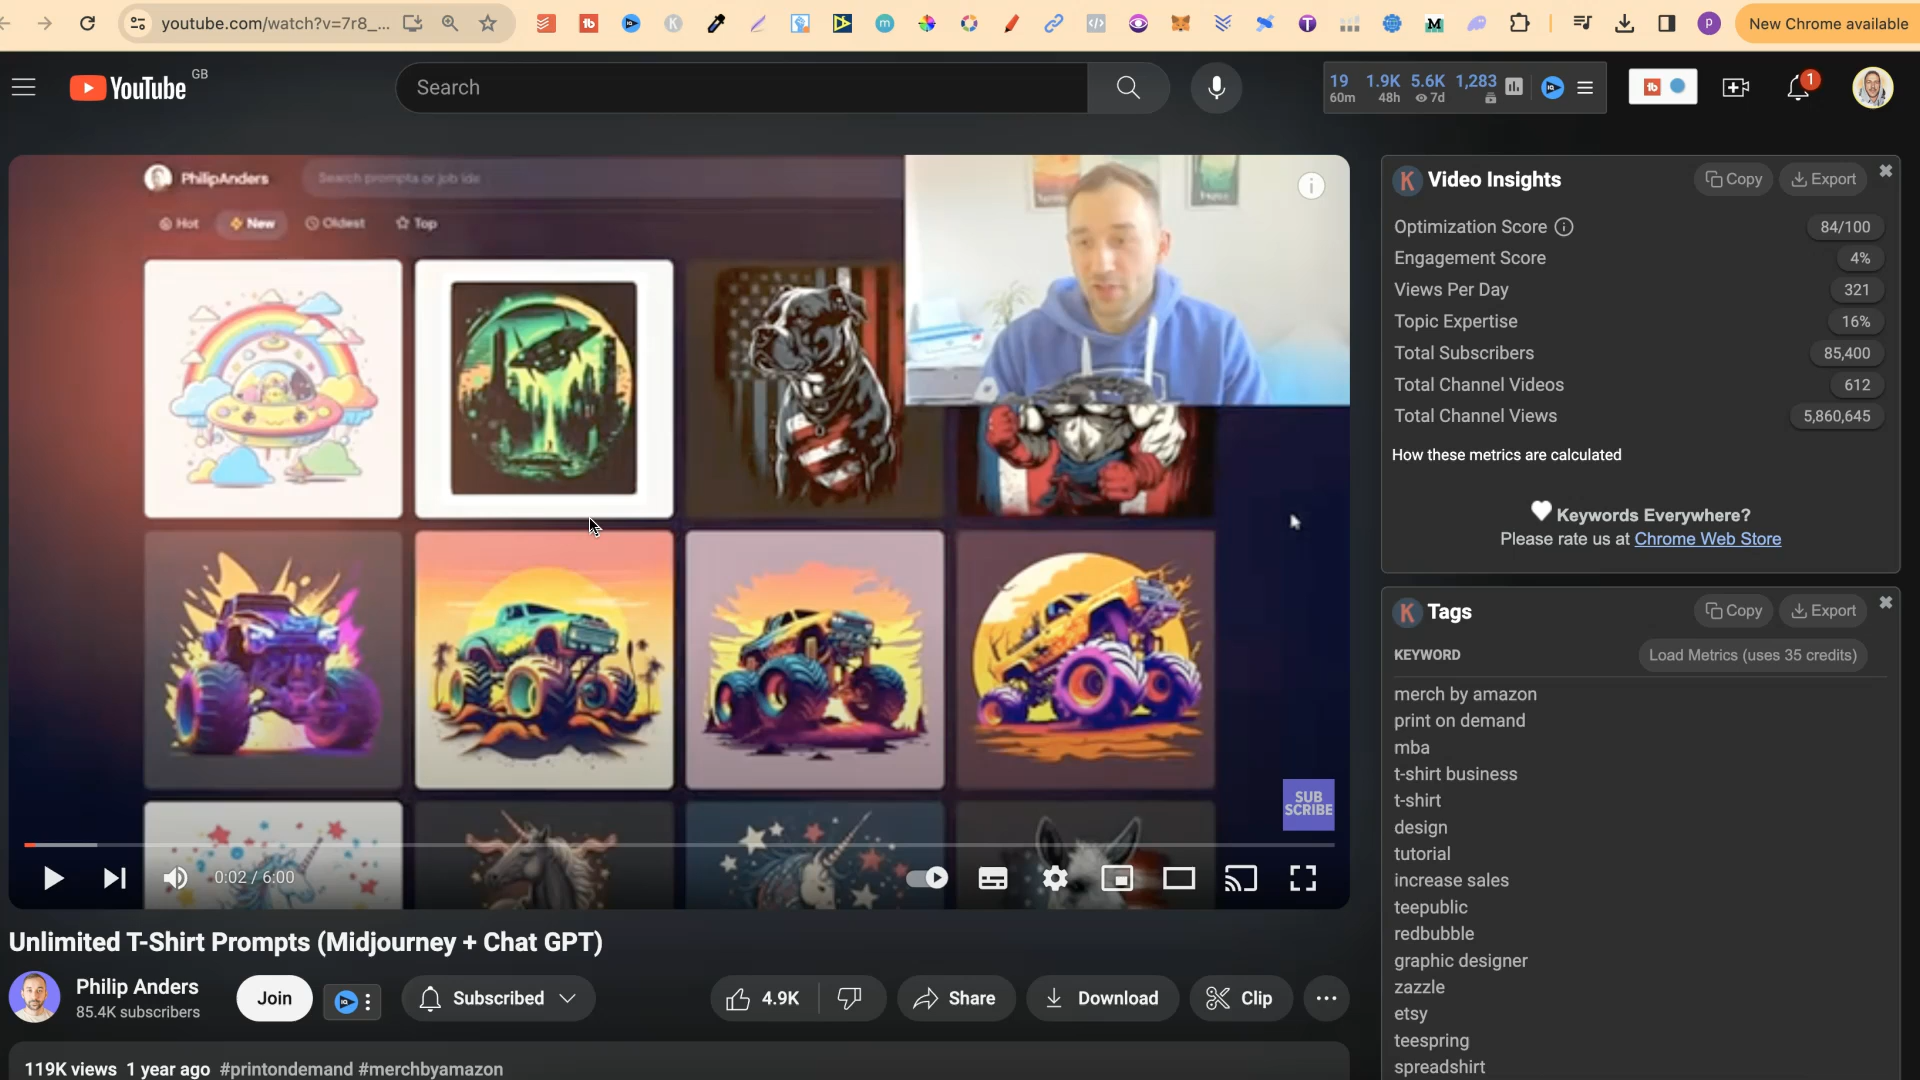 youtube.com/watch?v=7r8_...
New Chrome available
YouTube GB
Search
19 1.9K 5.6K 1,283
60m 48h 7d
1
PhilipAnders
Search prompts or job ids
Hot New Oldest Top
SUB
SCRIBE
0:02 / 6:00
Unlimited T-Shirt Prompts (Midjourney + Chat GPT)
Philip Anders
85.4K subscribers
Join
Subscribed
4.9K
Share
Download
Clip
119K views 1 year ago #printondemand #merchbyamazon
Video Insights
Copy
Export
Optimization Score 84/100
Engagement Score 4%
Views Per Day 321
Topic Expertise 16%
Total Subscribers 85,400
Total Channel Videos 612
Total Channel Views 5,860,645
How these metrics are calculated
Keywords Everywhere?
Please rate us at Chrome Web Store
Tags
Copy
Export
KEYWORD
Load Metrics (uses 35 credits)
merch by amazon
print on demand
mba
t-shirt business
t-shirt
design
tutorial
increase sales
teepublic
redbubble
graphic designer
zazzle
etsy
teespring
spreadshirt